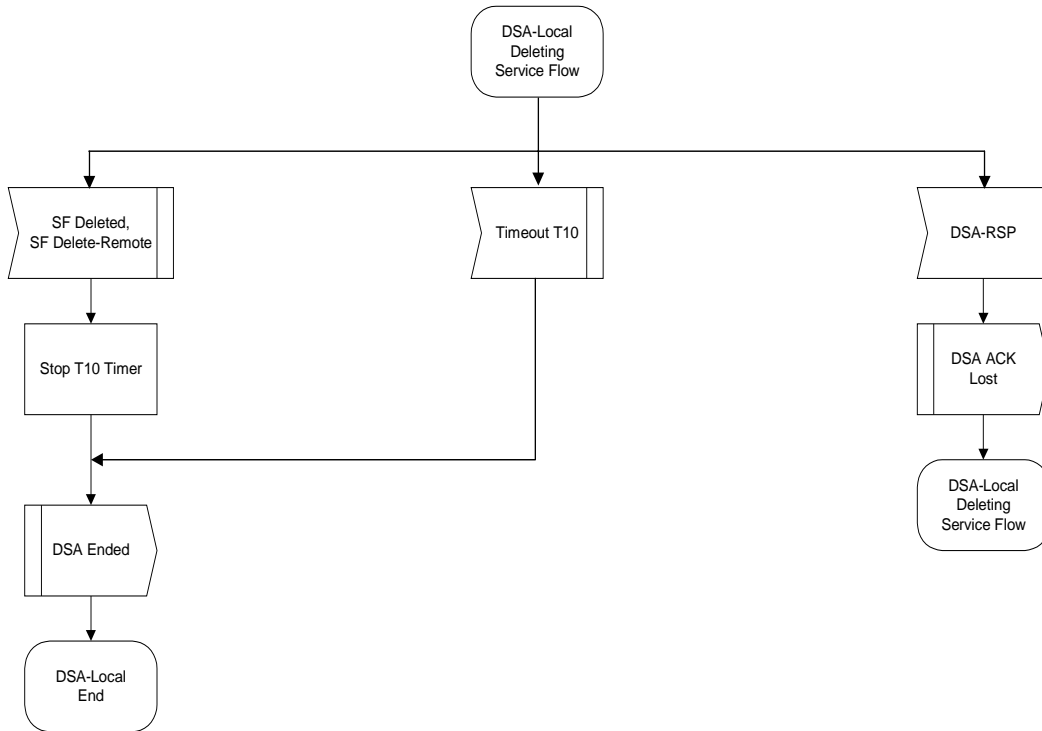 DSA-Local
Deleting
Service Flow
SF Deleted,
SF Delete-Remote
Timeout T10
DSA-RSP
Stop T10 Timer
DSA ACK
Lost
DSA-Local
Deleting
Service Flow
DSA Ended
DSA-Local
End